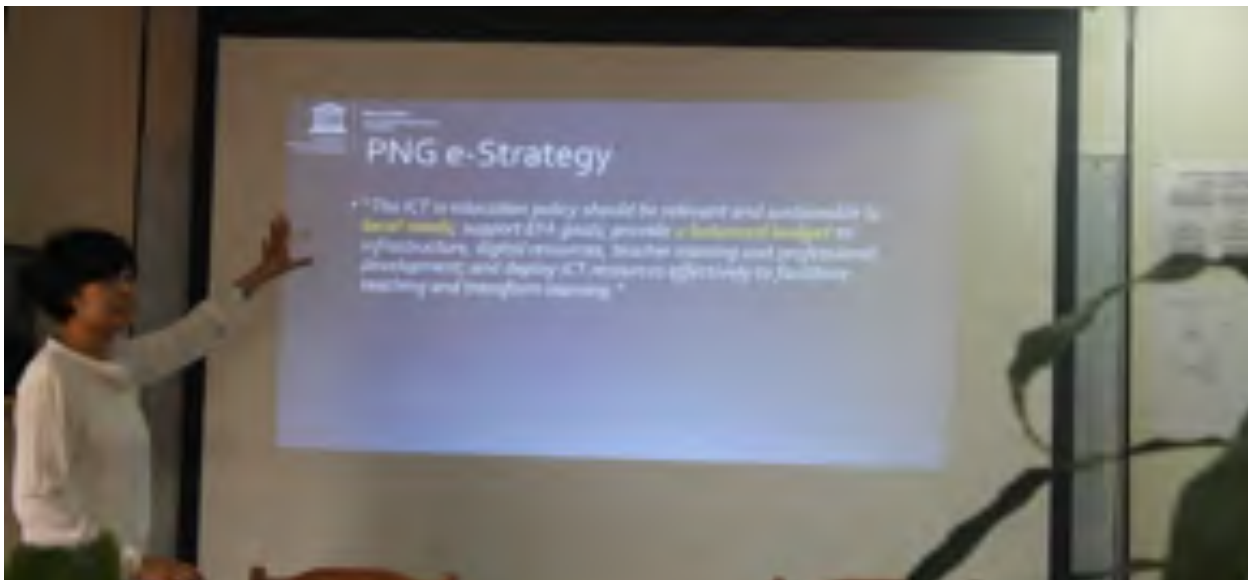 PNG e-Strategy
• "The ICT in education policy should be relevant and sustainable to
local needs, support EFA goals; provide a balanced budget to
infrastructure, digital resources, teacher training and professional
development; and deploy ICT resources effectively to facilitate
teaching and transform learning."